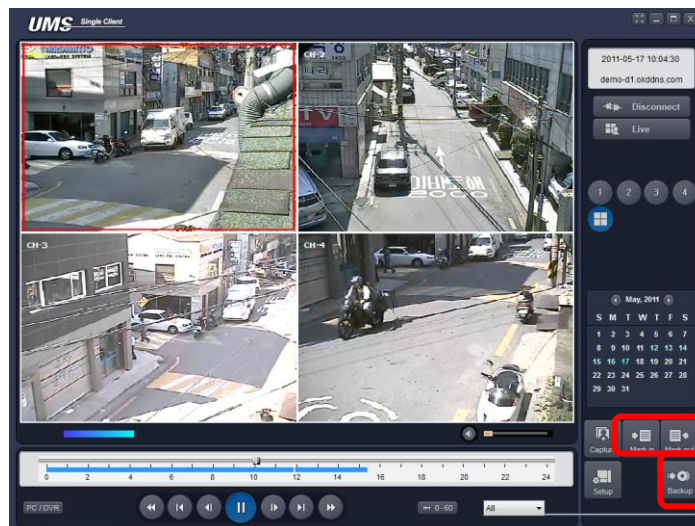 UMS Single Client
2011-05-17 10:04:30
demo-d1.okddns.com
Disconnect
Live
CH-2
TV
CH-3
CH-4
1 2 3 4
May, 2011
S M T W T F S
1 2 3 4 5 6 7
8 9 10 11 12 13 14
15 16 17 18 19 20 21
22 23 24 25 26 27 28
29 30 31
Capture Mark in Mark out
0 2 4 6 8 10 12 14 16 18 20 22 24
Setup Backup
PC / DVR
0-60
All